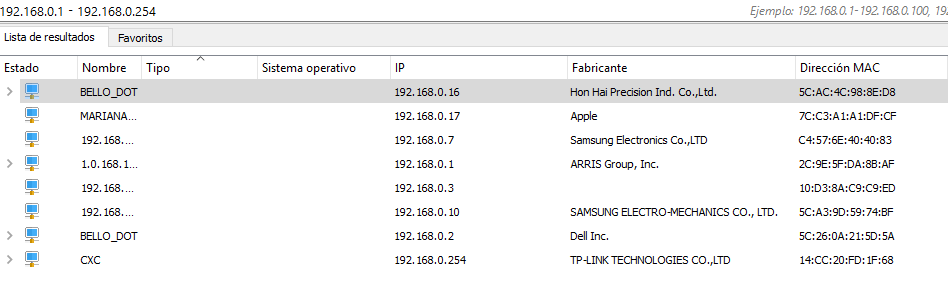 192.168.0.1 - 192.168.0.254 Ejemplo: 192.168.0.1-192.168.0.100, 19
Lista de resultados Favoritos
Estado Nombre Tipo Sistema operativo IP Fabricante Dirección MAC
BELLO_DOT 192.168.0.16 Hon Hai Precision Ind. Co.,Ltd. 5C:AC:4C:98:8E:D8
MARIANA... 192.168.0.17 Apple 7C:C3:A1:A1:DF:CF
192.168.... 192.168.0.7 Samsung Electronics Co.,LTD C4:57:6E:40:40:83
1.0.168.1... 192.168.0.1 ARRIS Group, Inc. 2C:9E:5F:DA:8B:AF
192.168.... 192.168.0.3 10:D3:8A:C9:C9:ED
192.168.... 192.168.0.10 SAMSUNG ELECTRO-MECHANICS CO., LTD. 5C:A3:9D:59:74:BF
BELLO_DOT 192.168.0.2 Dell Inc. 5C:26:0A:21:5D:5A
CXC 192.168.0.254 TP-LINK TECHNOLOGIES CO.,LTD 14:CC:20:FD:1F:68